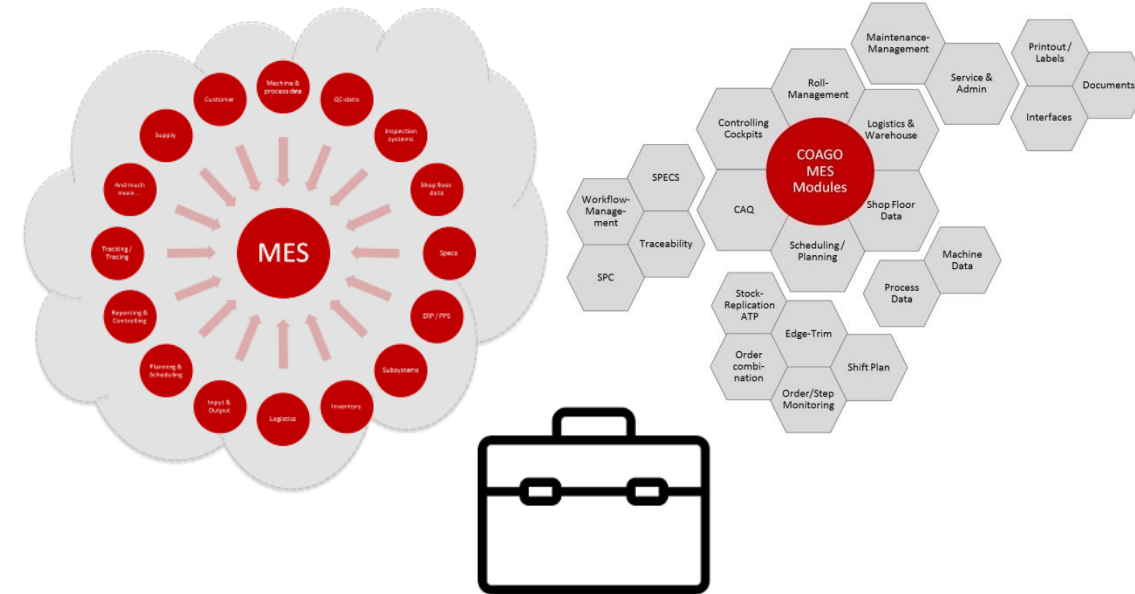 Machine &
process data
QC-data
Inspection
systems
Shop floor
data
Specs
ERP / PPS
Subsystems
Inventory
Logistics
Input &
Output
Planning &
Scheduling
Reporting &
Controlling
Tracking /
Tracing
And much
more ...
Supply
Customer
MES
Maintenance-
Management
Service &
Admin
Printout /
Labels
Documents
Interfaces
Roll-
Management
Controlling
Cockpits
Logistics &
Warehouse
COAGO
MES
Modules
CAQ
Shop Floor
Data
Scheduling /
Planning
SPECS
Workflow-
Manage-
ment
Traceability
SPC
Machine
Data
Process
Data
Stock-
Replication
ATP
Edge-Trim
Order
combi-
nation
Shift Plan
Order/Step
Monitoring